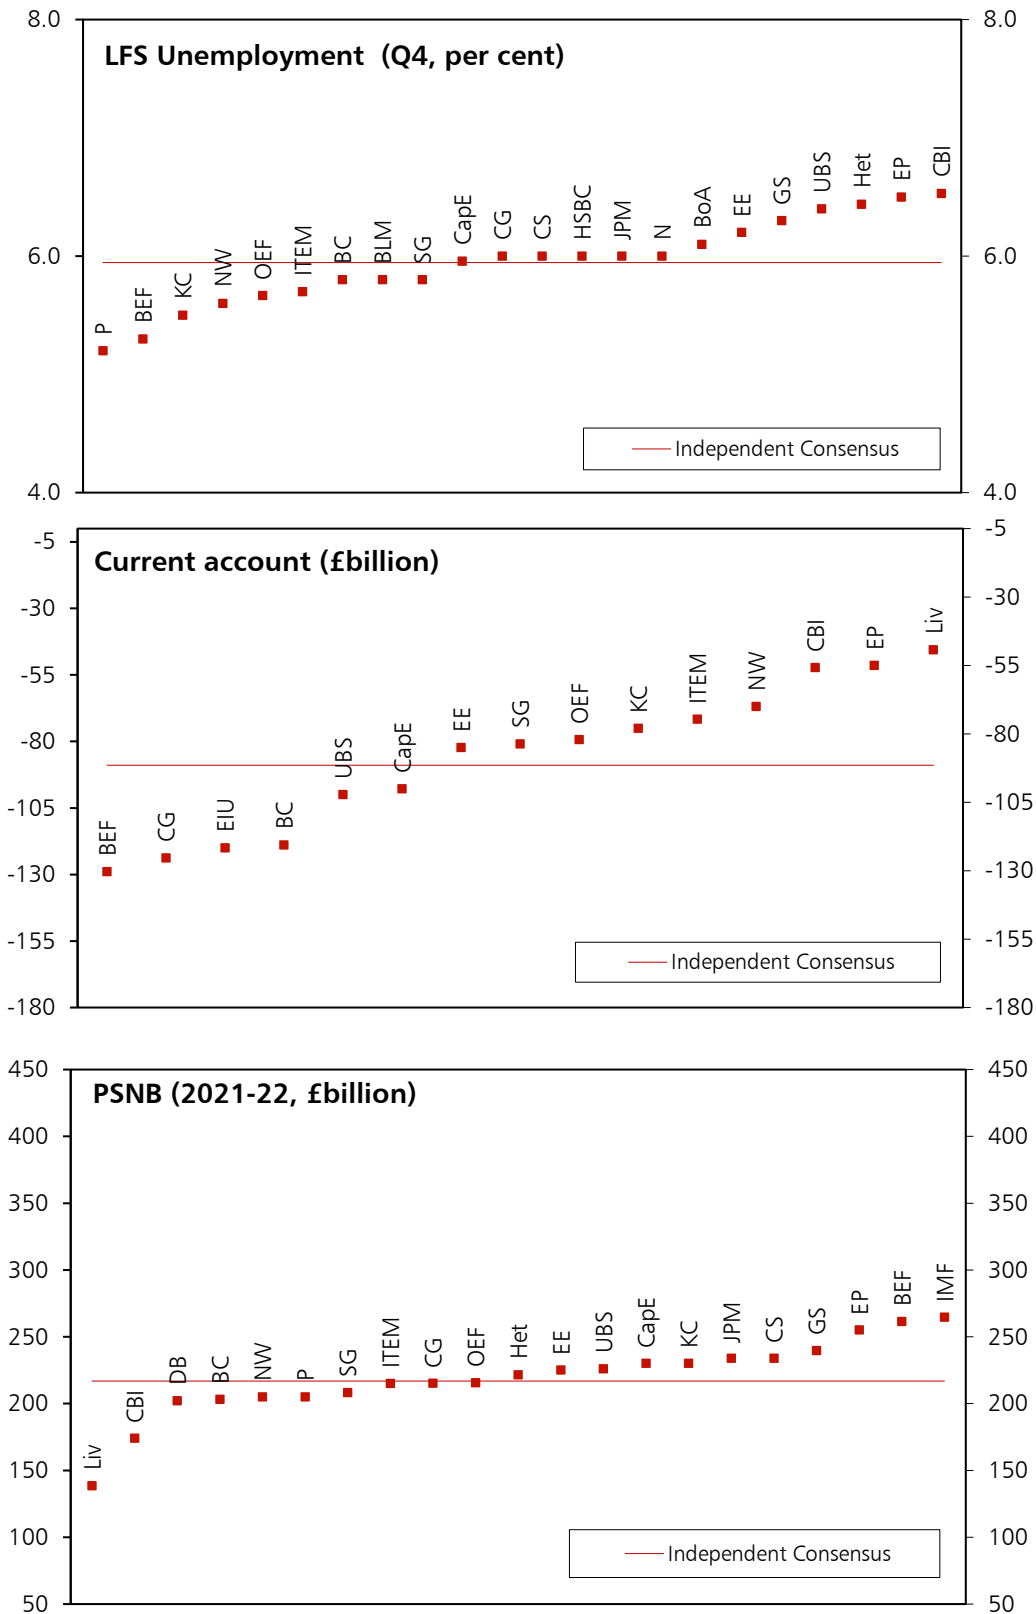 8.0 8.0
LFS Unemployment (Q4, per cent)
P BEF KC NW OEF ITEM BC BLM SG CapE CG CS HSBC JPM N BoA EE GS UBS Het EP CBI
6.0 6.0
Independent Consensus
4.0 4.0
-5 -5
Current account (£billion)
-30 -30
-55 -55
-80 -80
-105 -105
-130 -130
-155 -155
-180 -180
BEF CG EIU BC UBS CapE EE SG OEF KC ITEM NW CBI EP Liv
Independent Consensus
450 450
PSNB (2021-22, £billion)
400 400
350 350
300 300
250 250
200 200
150 150
100 100
50 50
Liv CBI DB BC NW P SG ITEM CG OEF Het EE UBS CapE KC JPM CS GS EP BEF IMF
Independent Consensus